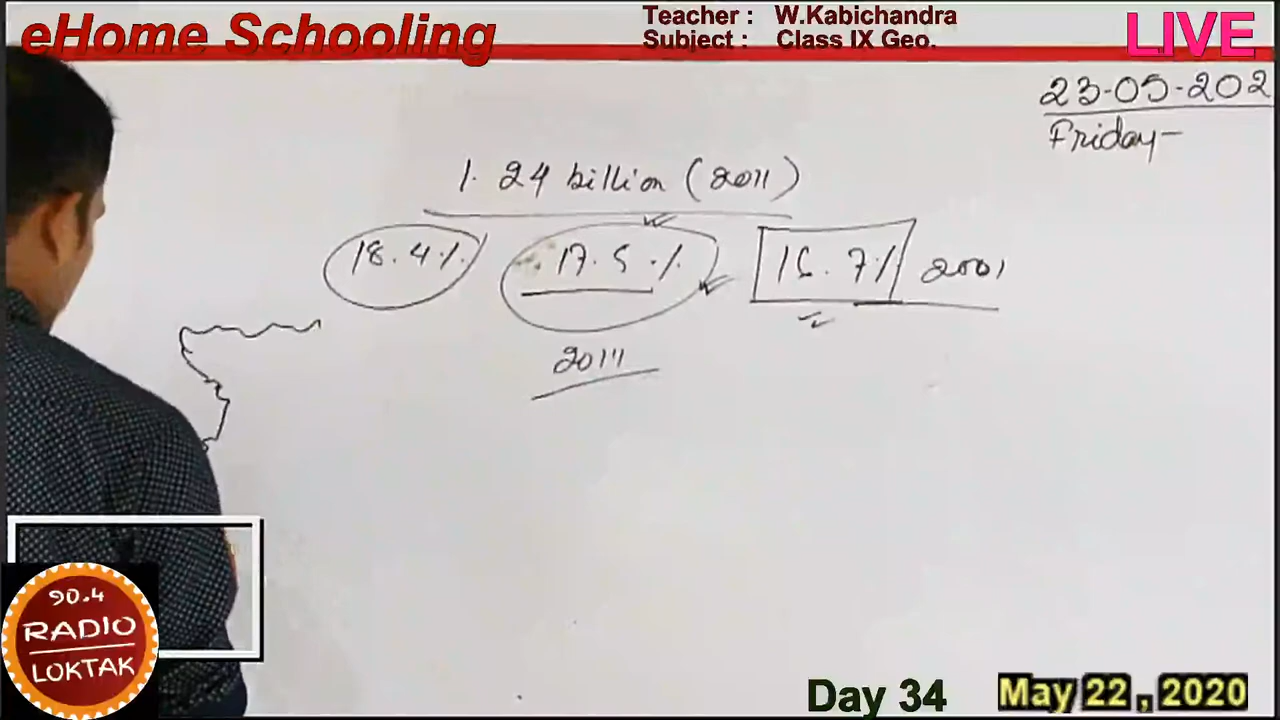 eHome Schooling
Teacher : W.Kabichandra
Subject : Class IX Geo.
LIVE
23-05-202
Friday-
1.24 billion (2011)
18.4% 17.5% 16.7% 2001
2011
90.4
RADIO
LOKTAK
Day 34
May 22 , 2020